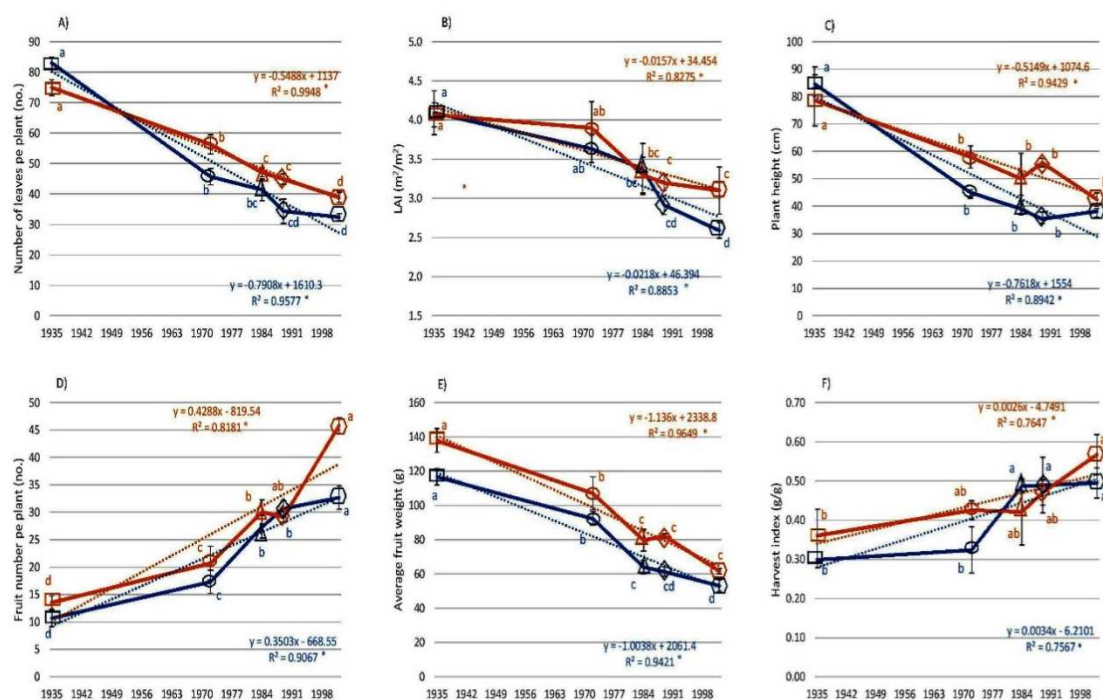 A)
Number of leaves pe plant (no.)
90
80
70
60
50
40
30
20
10
0
a
a
b
b
c
bc
c
cd
d
d
y = -0.5488x + 1137
R² = 0.9948 *
y = -0.7908x + 1610.3
R² = 0.9577 *
1935 1942 1949 1956 1963 1970 1977 1984 1991 1998
B)
LAI (m²/m²)
5.0
4.5
4.0
3.5
3.0
2.5
2.0
1.5
a
a
ab
ab
bc
bc
c
cd
c
d
*
y = -0.0157x + 34.454
R² = 0.8275 *
y = -0.0218x + 46.394
R² = 0.8853 *
1935 1942 1949 1956 1963 1970 1977 1984 1991 1998
C)
Plant height (cm)
100
90
80
70
60
50
40
30
20
10
0
a
a
b
b
b
b
b
b
y = -0.5149x + 1074.6
R² = 0.9429 *
y = -0.7618x + 1554
R² = 0.8942 *
1935 1942 1949 1956 1963 1970 1977 1984 1991 1998
D)
Fruit number pe plant (no.)
50
45
40
35
30
25
20
15
10
5
0
d
d
c
c
b
b
ab
b
a
a
y = 0.4288x - 819.54
R² = 0.8181 *
y = 0.3503x - 668.55
R² = 0.9067 *
1935 1942 1949 1956 1963 1970 1977 1984 1991 1998
E)
Average fruit weight (g)
160
140
120
100
80
60
40
20
0
a
a
b
b
c
c
c
cd
d
d
y = -1.136x + 2338.8
R² = 0.9649 *
y = -1.0038x + 2061.4
R² = 0.9421 *
1935 1942 1949 1956 1963 1970 1977 1984 1991 1998
F)
Harvest index (g/g)
0.70
0.60
0.50
0.40
0.30
0.20
0.10
0.00
b
b
ab
b
a
ab
a
ab
a
a
y = 0.0026x - 4.7491
R² = 0.7647 *
y = 0.0034x - 6.2101
R² = 0.7567 *
1935 1942 1949 1956 1963 1970 1977 1984 1991 1998